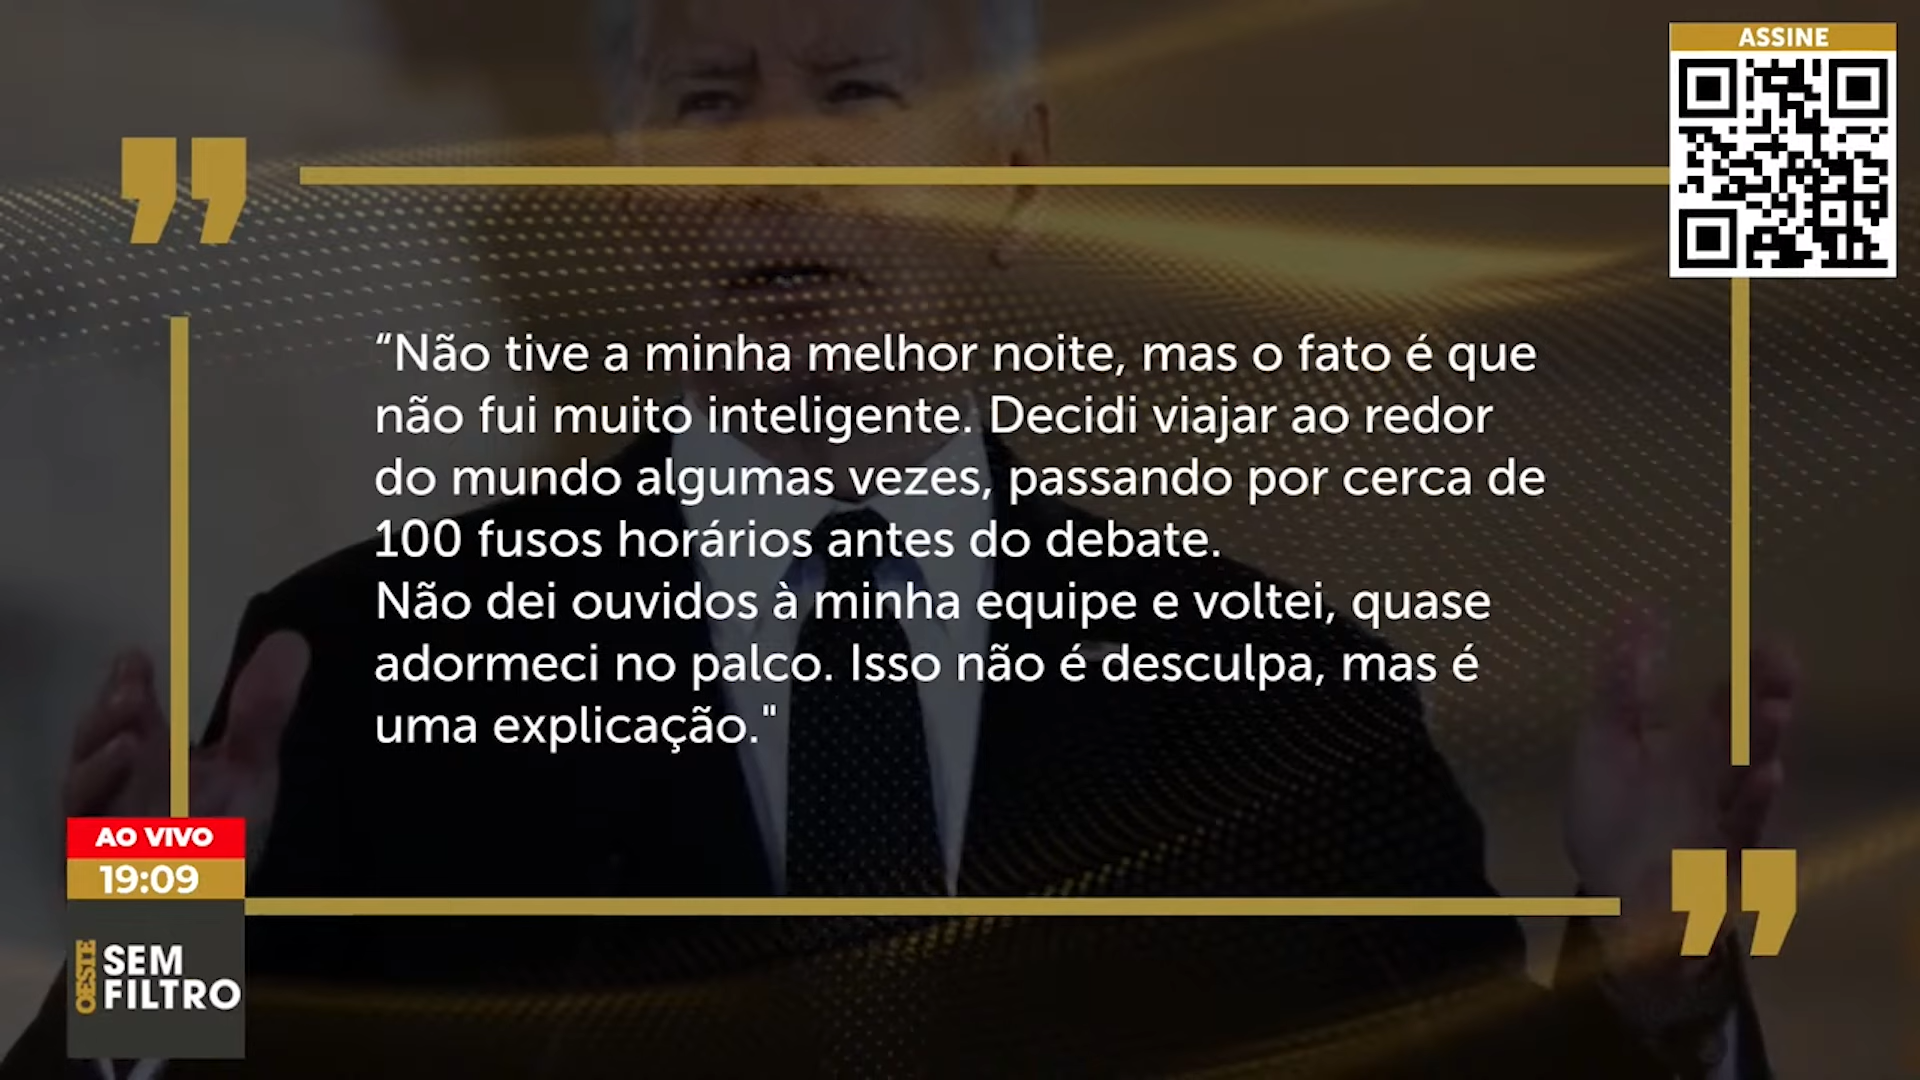 ASSINE
“Não tive a minha melhor noite, mas o fato é que
não fui muito inteligente. Decidi viajar ao redor
do mundo algumas vezes, passando por cerca de
100 fusos horários antes do debate.
Não dei ouvidos à minha equipe e voltei, quase
adormeci no palco. Isso não é desculpa, mas é
uma explicação."
AO VIVO
19:09
OESTE
SEM
FILTRO